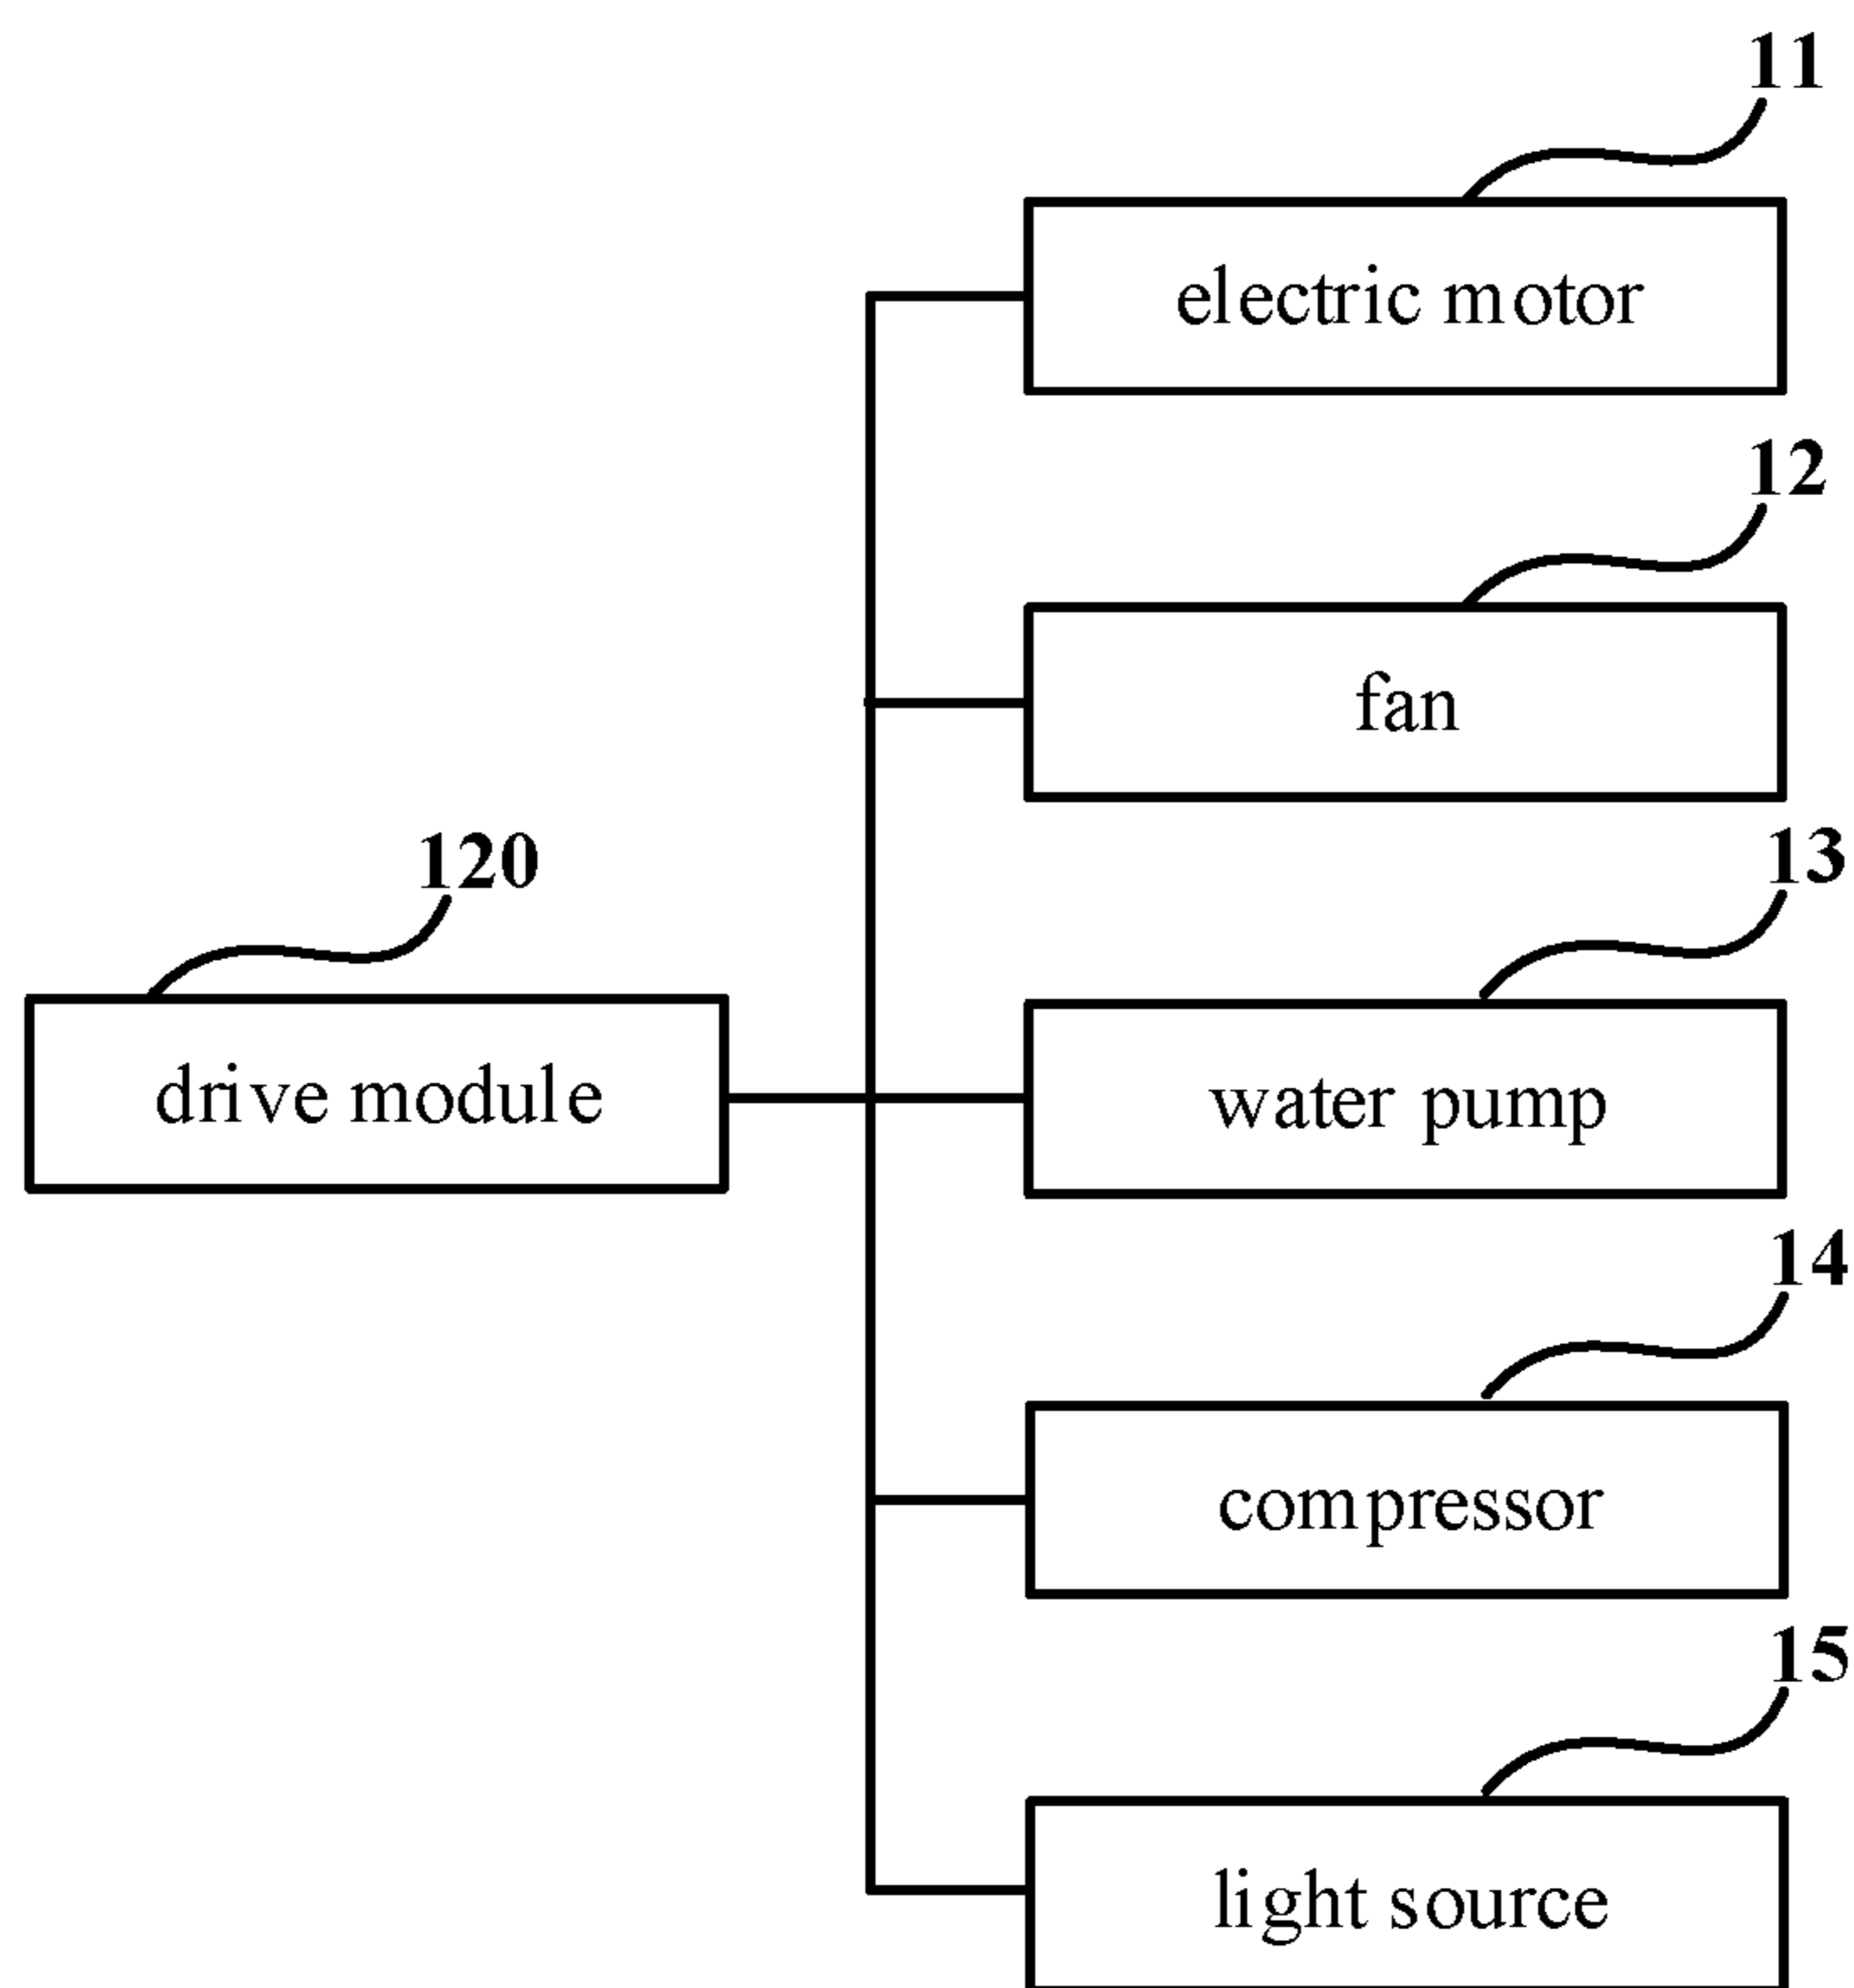 11
electric motor
12
fan
120
13
drive module
water pump
14
compressor
15
light source